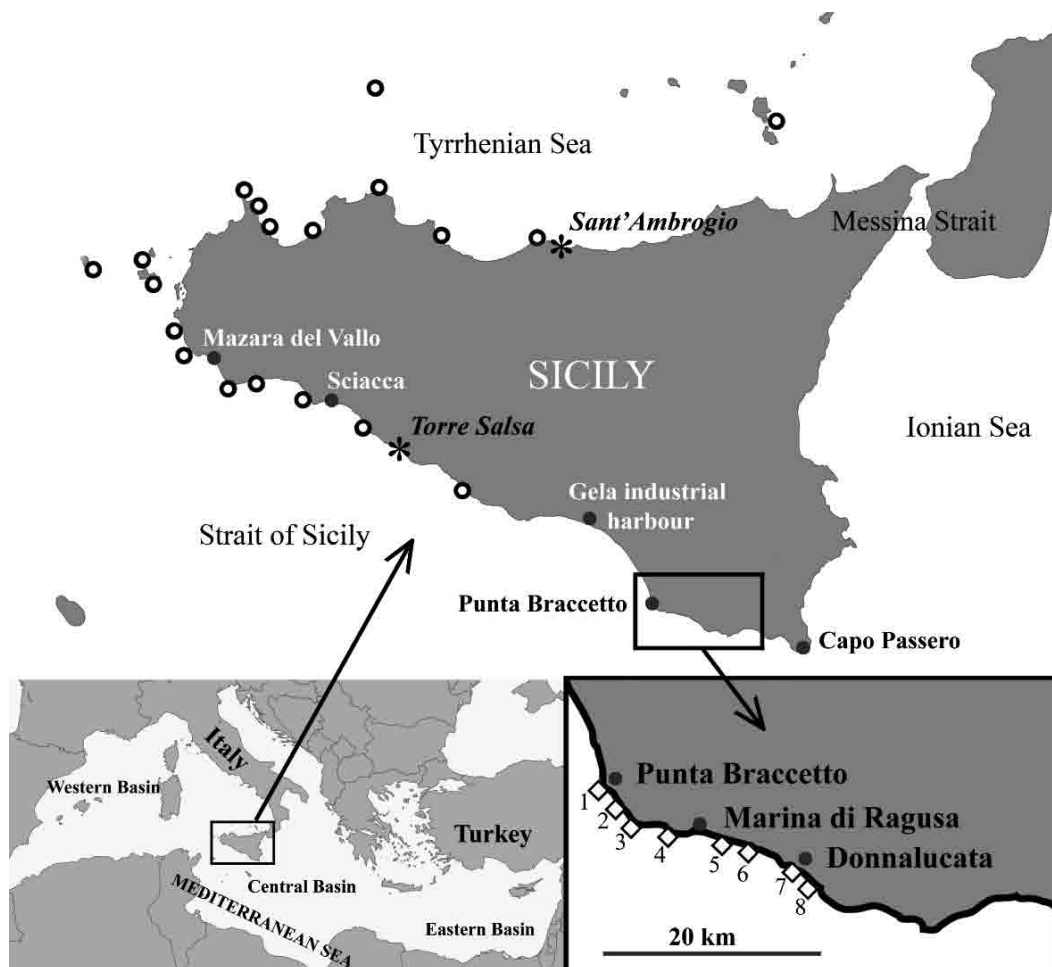 Tyrrhenian Sea
Sant'Ambrogio
Messina Strait
Mazara del Vallo
SICILY
Sciacca
Torre Salsa
Ionian Sea
Gela industrial
harbour
Strait of Sicily
Punta Braccetto
Capo Passero
Italy
Western Basin
Turkey
Central Basin
MEDITERRANEAN SEA
Eastern Basin
Punta Braccetto
1
2
Marina di Ragusa
3
4
5
6
Donnalucata
7
8
20 km